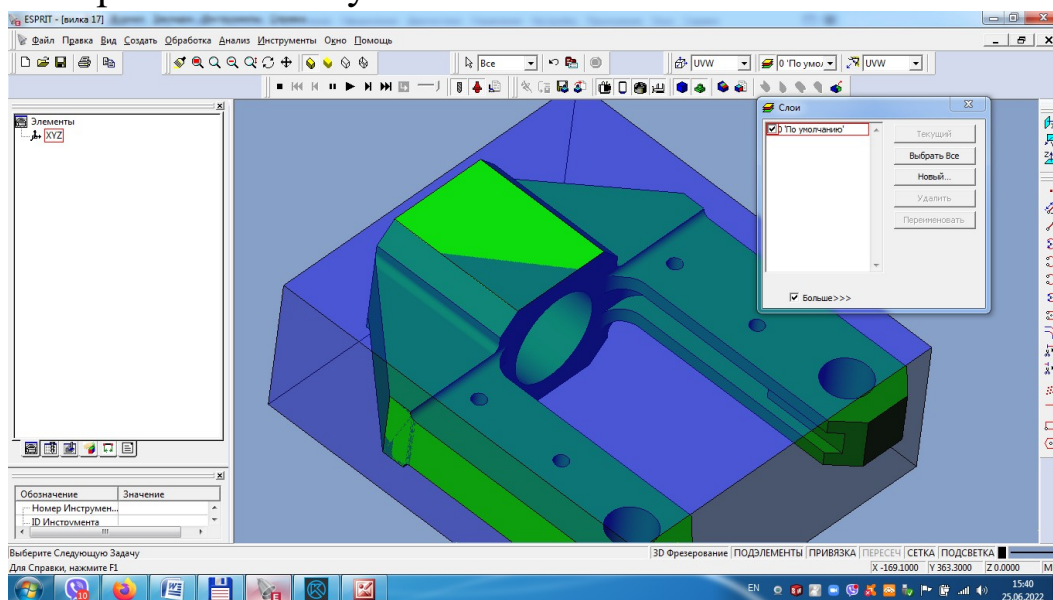 ESPRIT - [вилка 17]
Файл Правка Вид Создать Обработка Анализ Инструменты Окно Помощь
Все
UVW
0 'По умол
UVW
Элементы
XYZ
Слои
0 'По умолчанию'
Текущий
Выбрать Все
Новый...
Удалить
Переименовать
Больше>>>
Обозначение Значение
Номер Инструмен...
ID Инструмента
Выберите Следующую Задачу
3D Фрезерование ПОДЭЛЕМЕНТЫ ПРИВЯЗКА ПЕРЕСЕЧ СЕТКА ПОДСВЕТКА
Для Справки, нажмите F1
X -169.1000 Y 363.3000 Z 0.0000
EN
15:40
25.06.2022